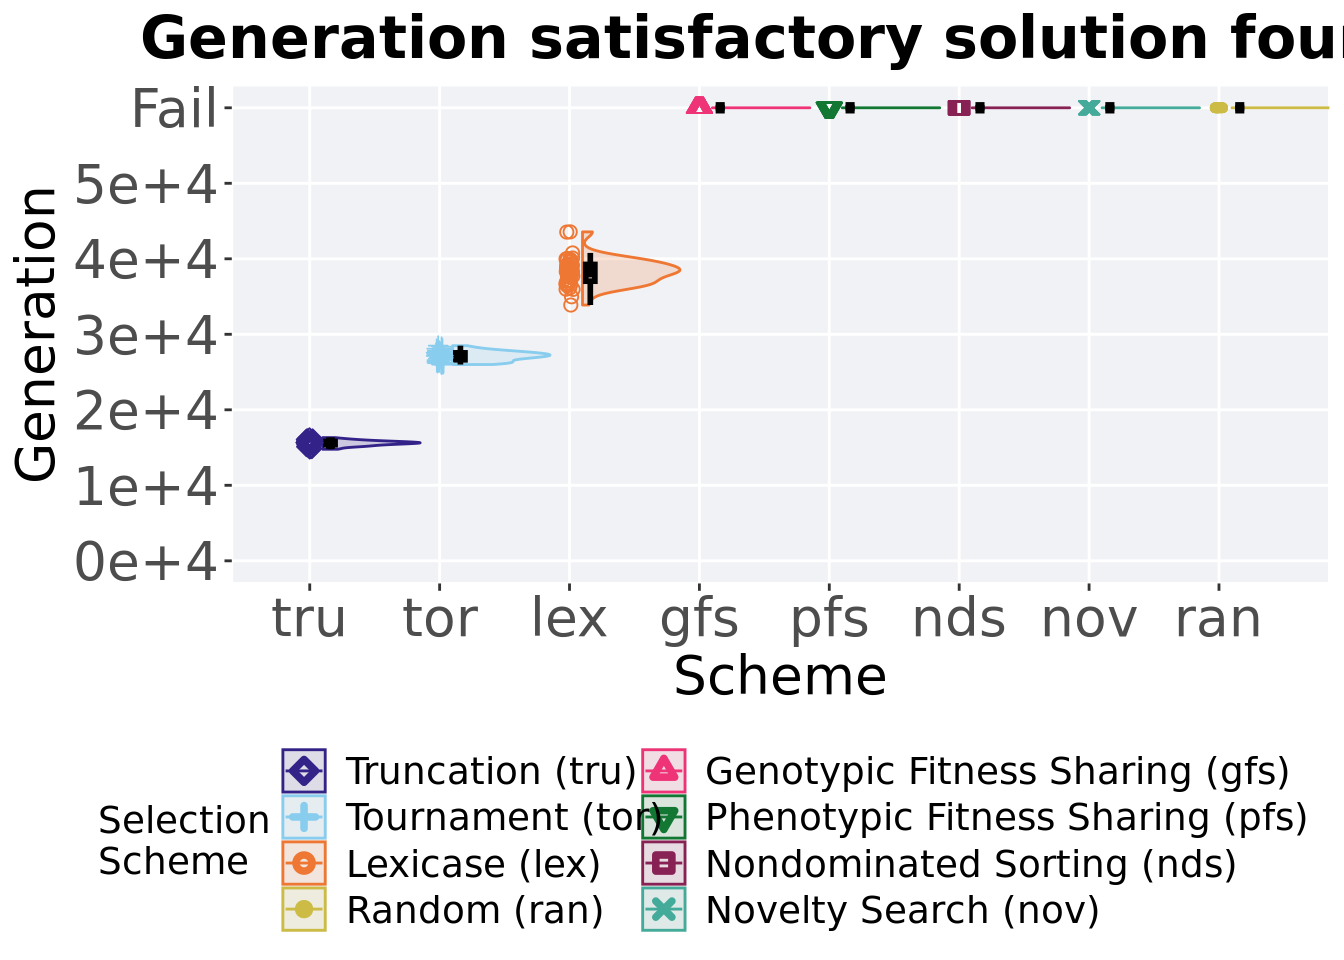 Generation satisfactory solution fou
Fail
5e+4
4e+4
3e+4
2e+4
1e+4
0e+4
Generation
tru tor lex gfs pfs nds nov ran
Scheme
Selection
Scheme
Truncation (tru)
Tournament (tor)
Lexicase (lex)
Random (ran)
Genotypic Fitness Sharing (gfs)
Phenotypic Fitness Sharing (pfs)
Nondominated Sorting (nds)
Novelty Search (nov)